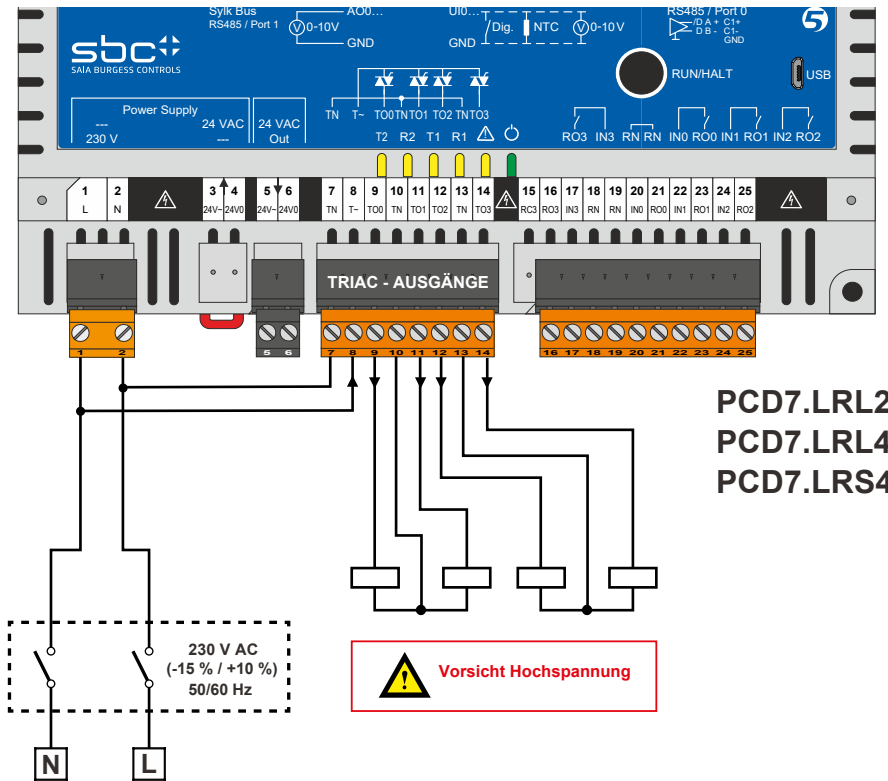 Sylk Bus
RS485 / Port 1
0-10V
AO0...
GND
UI0...
GND
Dig.
NTC
0-10V
RS485 / Port 0
/D A + C1+
D B - C1-
GND
sbc
SAIA BURGESS CONTROLS
5
RUN/HALT
USB
Power Supply
---
230 V
24 VAC
---
24 VAC
Out
TN T~ TO0 TN TO1 TO2 TN TO3
T2 R2 T1 R1
RO3 IN3 RN RN IN0 RO0 IN1 RO1 IN2 RO2
1 2 3 4 5 6 7 8 9 10 11 12 13 14 15 16 17 18 19 20 21 22 23 24 25
L N 24V~ 24V0 24V~ 24V0 TN T~ TO0 TN TO1 TO2 TN TO3 RC3 RO3 IN3 RN RN IN0 RO0 IN1 RO1 IN2 RO2
TRIAC - AUSGÄNGE
1 2 5 6 7 8 9 10 11 12 13 14 16 17 18 19 20 21 22 23 24 25
PCD7.LRL2
PCD7.LRL4
PCD7.LRS4
230 V AC
(-15 % / +10 %)
50/60 Hz
Vorsicht Hochspannung
N L